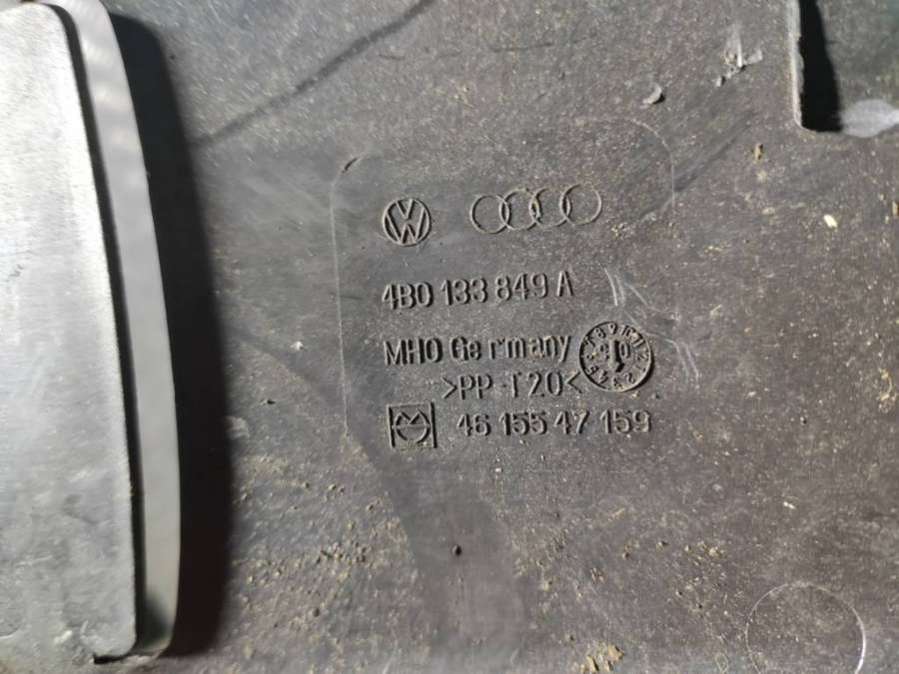 4B0 133 849 A
MHO Germany
>PP-T20<
46 155 47 159